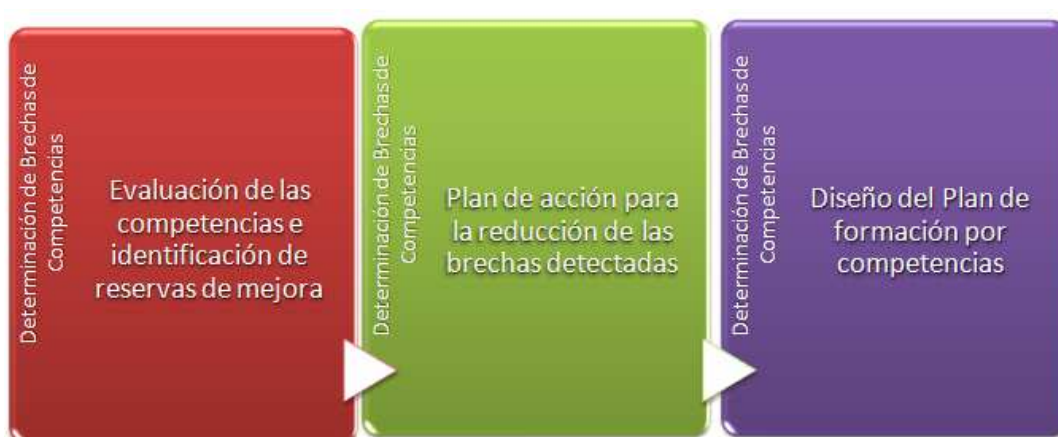 Determinación de Brechas de
Competencias
Evaluación de las
competencias e
identificación de
reservas de mejora
Determinación de Brechas de
Competencias
Plan de acción para
la reducción de las
brechas detectadas
Determinación de Brechas de
Competencias
Diseño del Plan de
formación por
competencias